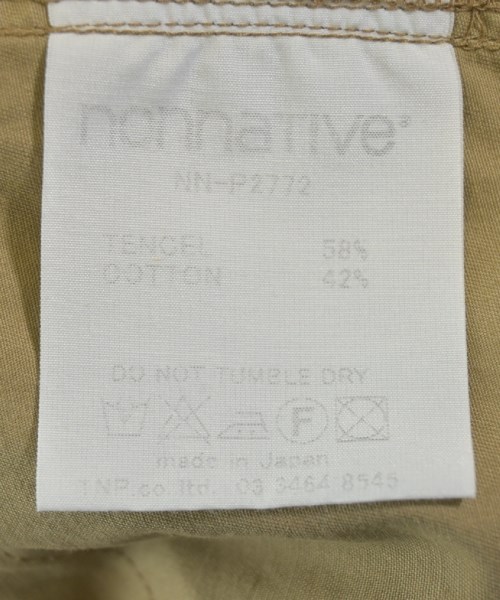 nonnative
NN-P2772
TENCEL 58%
COTTON 42%
DO NOT TUMBLE DRY
F
made in Japan
TNP.co.ltd. 03 3464 8545